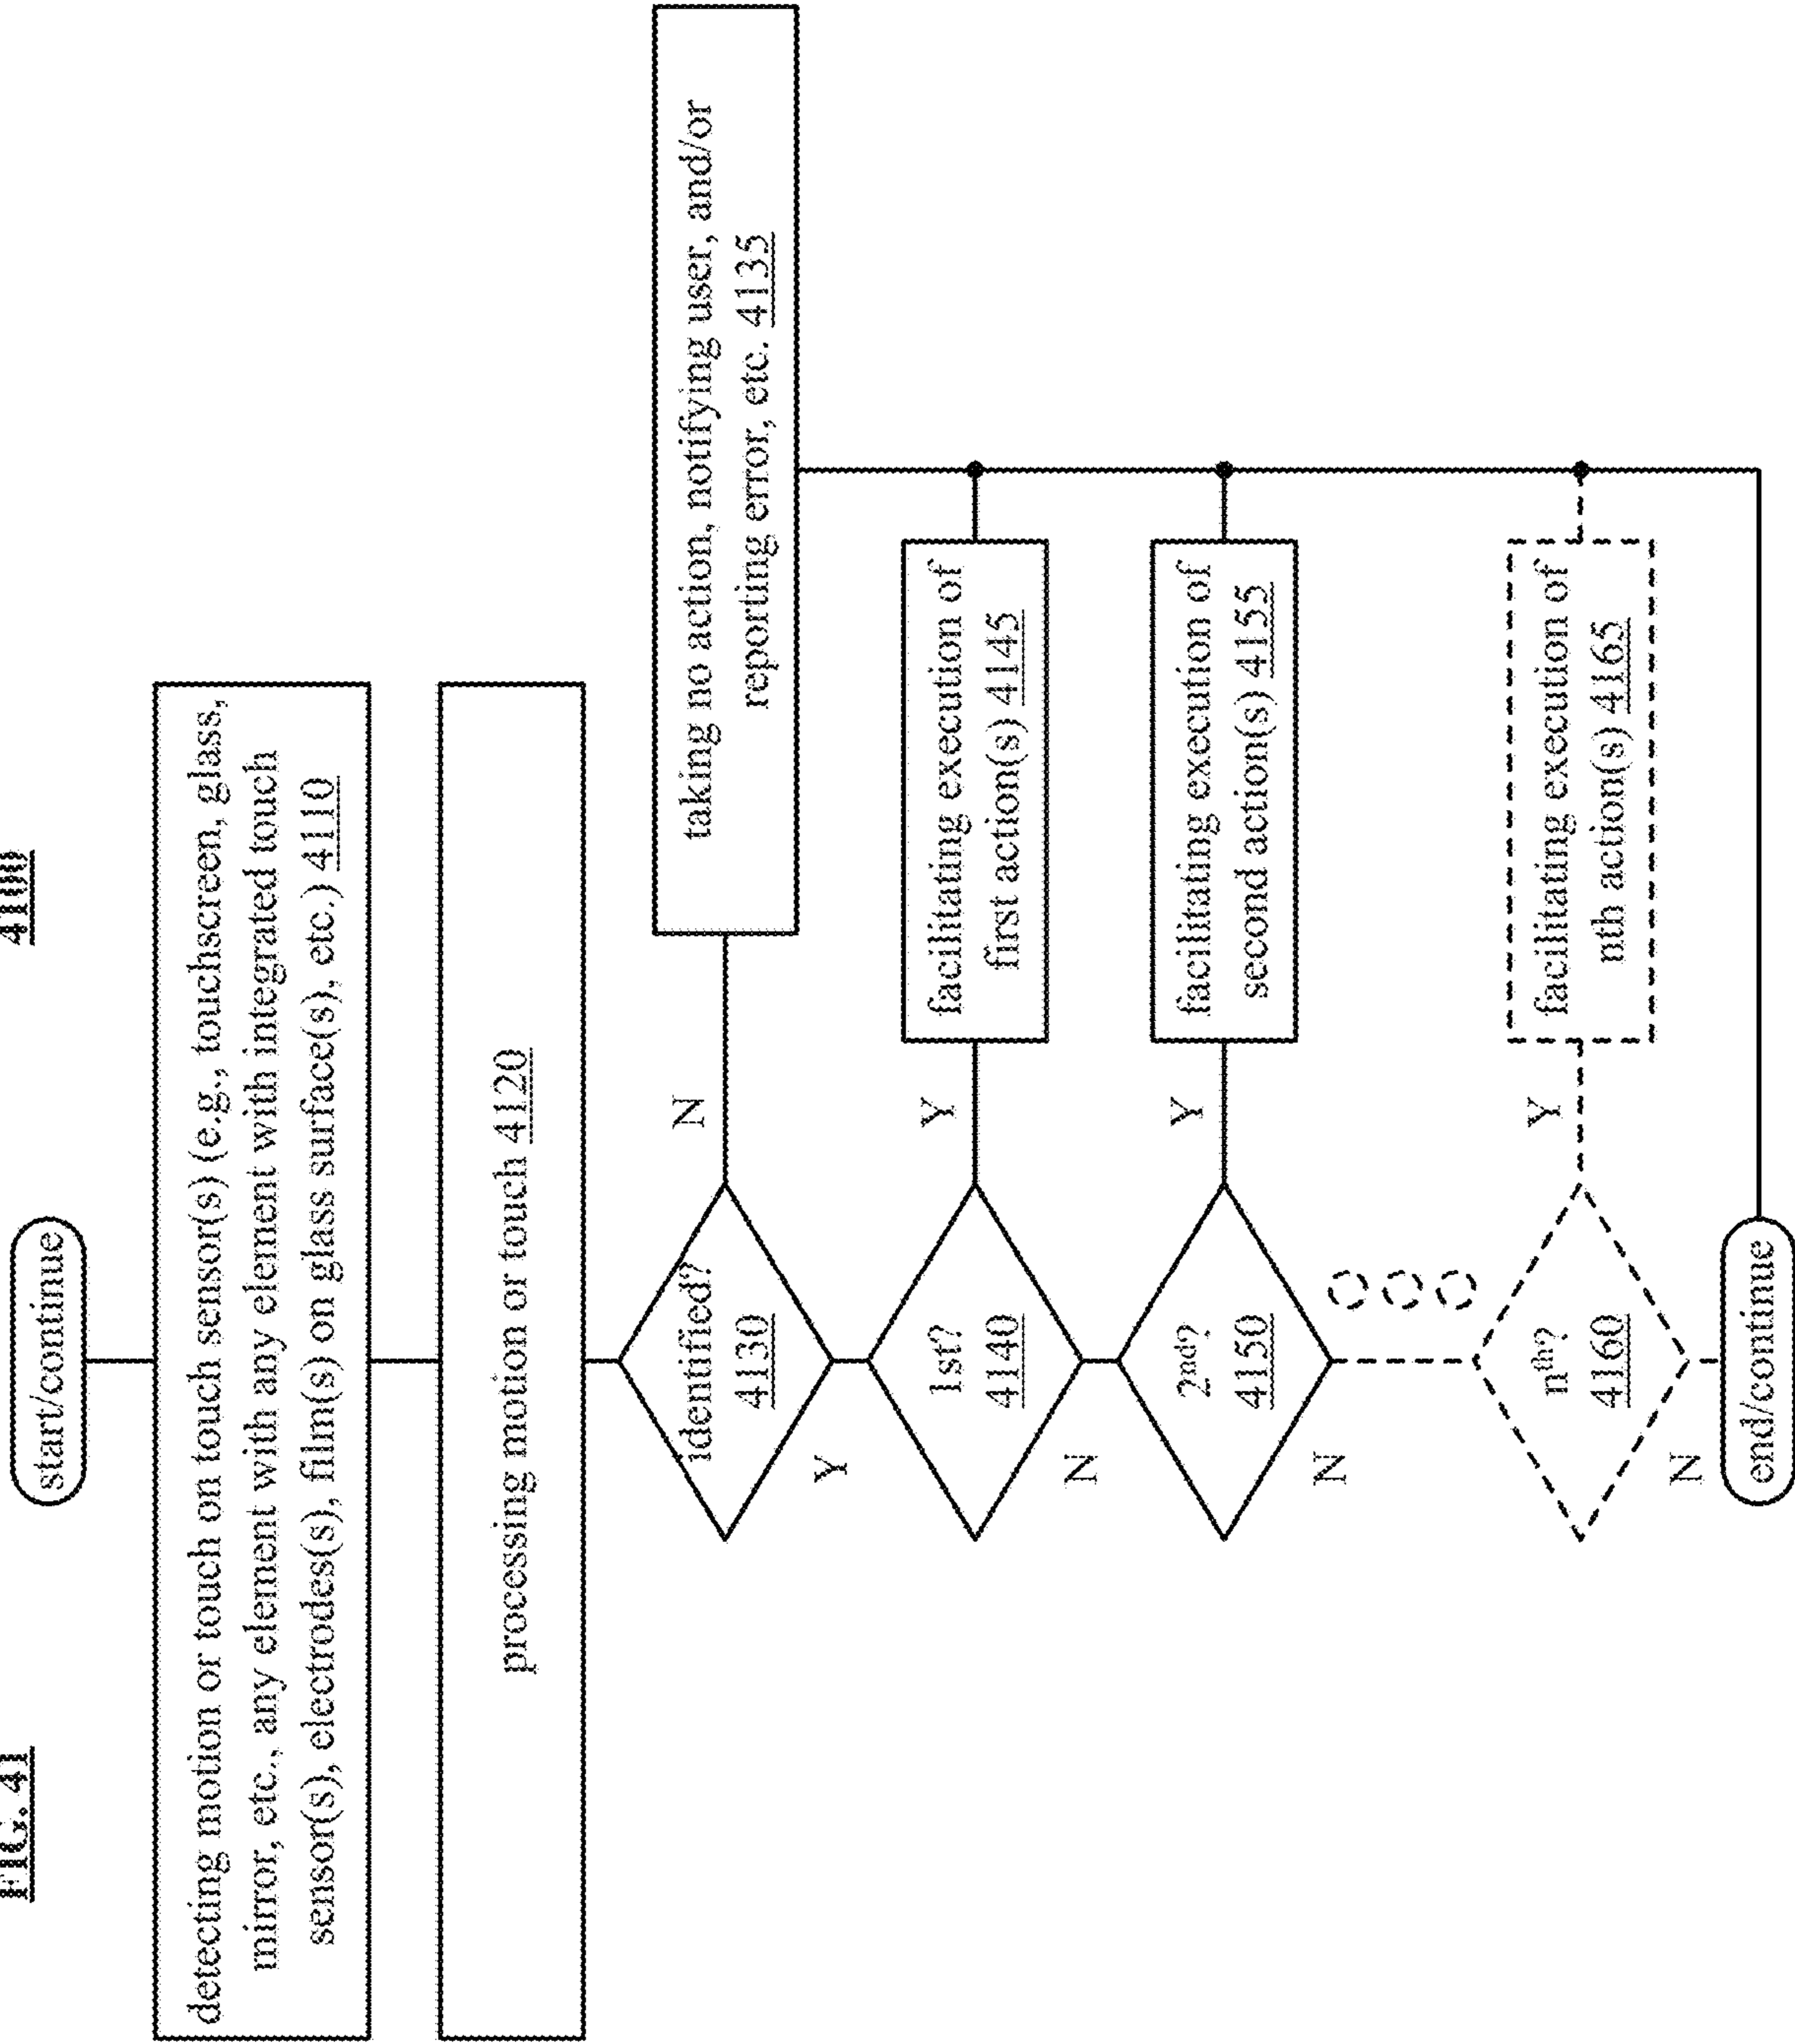 FIG. 41
4100
start/continue
detecting motion or touch on touch sensor(s) (e.g., touchscreen, glass,
mirror, etc., any element with any element with integrated touch
sensor(s), electrodes(s), film(s) on glass surface(s), etc.) 4110
processing motion or touch 4120
identified?
4130
N
taking no action, notifying user, and/or
reporting error, etc. 4135
Y
1st?
4140
Y
facilitating execution of
first action(s) 4145
N
2nd?
4150
Y
facilitating execution of
second action(s) 4155
N
nth?
4160
Y
facilitating execution of
nth action(s) 4165
N
end/continue